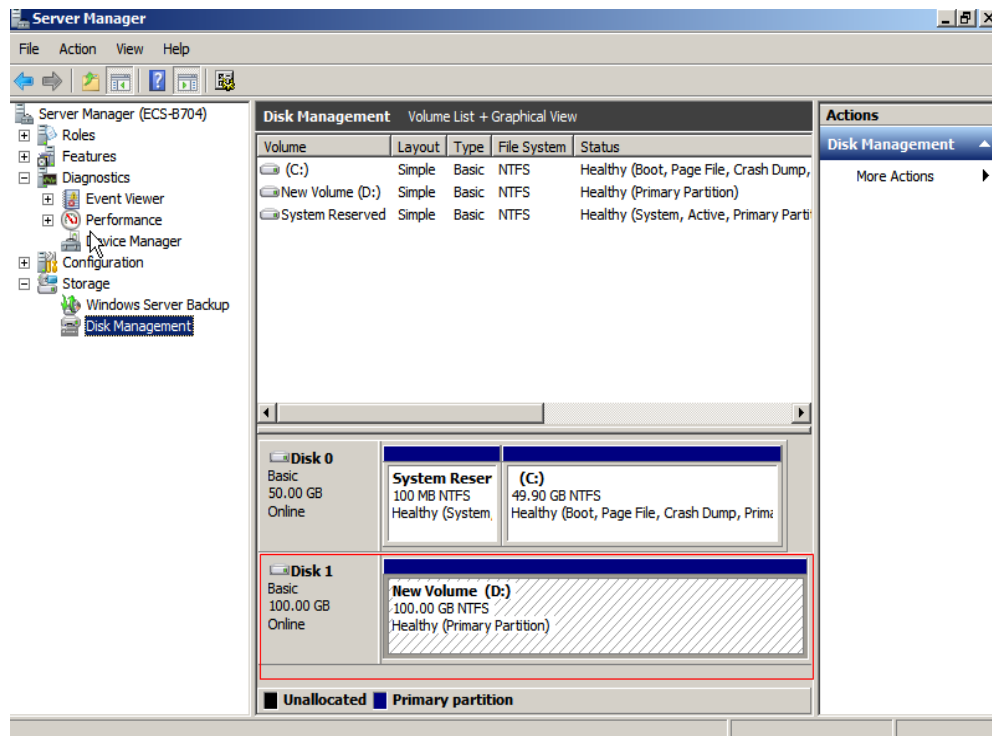 Server Manager
File Action View Help
Server Manager (ECS-B704)
Roles
Features
Diagnostics
Event Viewer
Performance
Device Manager
Configuration
Storage
Windows Server Backup
Disk Management
Disk Management Volume List + Graphical View
Volume Layout Type File System Status
(C:) Simple Basic NTFS Healthy (Boot, Page File, Crash Dump,
New Volume (D:) Simple Basic NTFS Healthy (Primary Partition)
System Reserved Simple Basic NTFS Healthy (System, Active, Primary Parti
Disk 0
Basic
50.00 GB
Online
System Reser
100 MB NTFS
Healthy (System,
(C:)
49.90 GB NTFS
Healthy (Boot, Page File, Crash Dump, Prima
Disk 1
Basic
100.00 GB
Online
New Volume (D:)
100.00 GB NTFS
Healthy (Primary Partition)
Unallocated Primary partition
Actions
Disk Management
More Actions